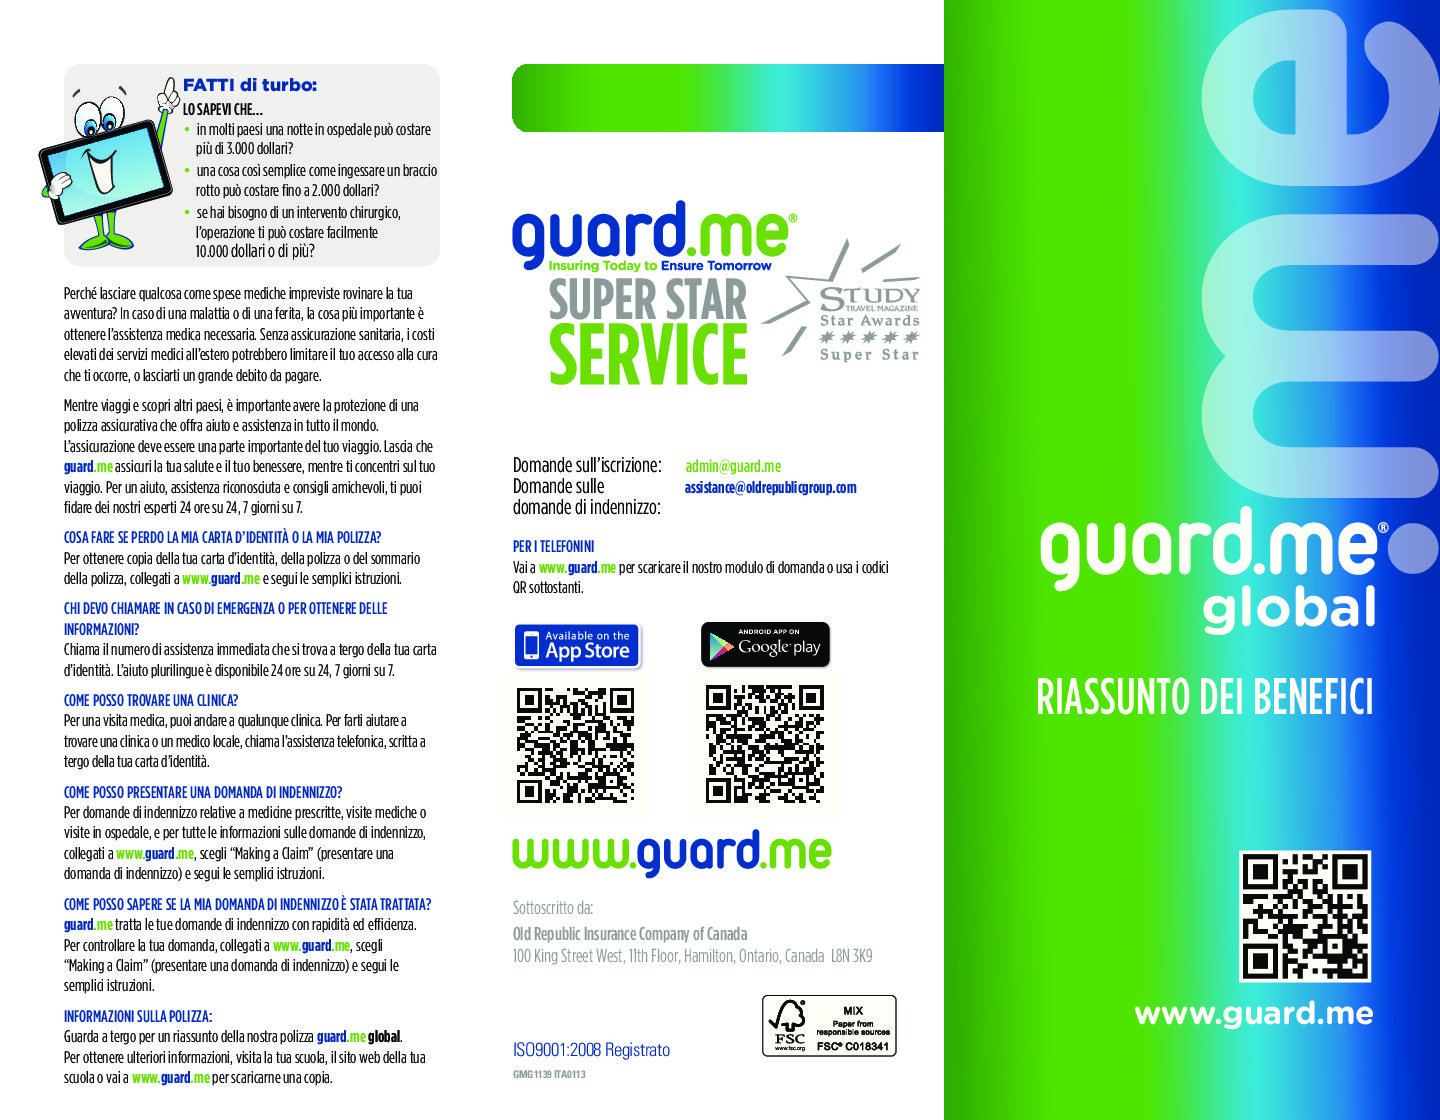 FATTI di turbo:
LO SAPEVI CHE...
• in molti paesi una notte in ospedale può costare
più di 3.000 dollari?
• una cosa così semplice come ingessare un braccio
rotto può costare fino a 2.000 dollari?
• se hai bisogno di un intervento chirurgico,
l’operazione ti può costare facilmente
10.000 dollari o di più?
Perché lasciare qualcosa come spese mediche impreviste rovinare la tua
avventura? In caso di una malattia o di una ferita, la cosa più importante è
ottenere l’assistenza medica necessaria. Senza assicurazione sanitaria, i costi
elevati dei servizi medici all’estero potrebbero limitare il tuo accesso alla cura
che ti occorre, o lasciarti un grande debito da pagare.
Mentre viaggi e scopri altri paesi, è importante avere la protezione di una
polizza assicurativa che offra aiuto e assistenza in tutto il mondo.
L’assicurazione deve essere una parte importante del tuo viaggio. Lascia che
guard.me assicuri la tua salute e il tuo benessere, mentre ti concentri sul tuo
viaggio. Per un aiuto, assistenza riconosciuta e consigli amichevoli, ti puoi
fidare dei nostri esperti 24 ore su 24, 7 giorni su 7.
COSA FARE SE PERDO LA MIA CARTA D’IDENTITÀ O LA MIA POLIZZA?
Per ottenere copia della tua carta d’identità, della polizza o del sommario
della polizza, collegati a www.guard.me e segui le semplici istruzioni.
CHI DEVO CHIAMARE IN CASO DI EMERGENZA O PER OTTENERE DELLE
INFORMAZIONI?
Chiama il numero di assistenza immediata che si trova a tergo della tua carta
d’identità. L’aiuto plurilingue è disponibile 24 ore su 24, 7 giorni su 7.
COME POSSO TROVARE UNA CLINICA?
Per una visita medica, puoi andare a qualunque clinica. Per farti aiutare a
trovare una clinica o un medico locale, chiama l’assistenza telefonica, scritta a
tergo della tua carta d’identità.
COME POSSO PRESENTARE UNA DOMANDA DI INDENNIZZO?
Per domande di indennizzo relative a medicine prescritte, visite mediche o
visite in ospedale, e per tutte le informazioni sulle domande di indennizzo,
collegati a www.guard.me, scegli “Making a Claim” (presentare una
domanda di indennizzo) e segui le semplici istruzioni.
COME POSSO SAPERE SE LA MIA DOMANDA DI INDENNIZZO È STATA TRATTATA?
guard.me tratta le tue domande di indennizzo con rapidità ed efficienza.
Per controllare la tua domanda, collegati a www.guard.me, scegli
“Making a Claim” (presentare una domanda di indennizzo) e segui le
semplici istruzioni.
INFORMAZIONI SULLA POLIZZA:
Guarda a tergo per un riassunto della nostra polizza guard.me global.
Per ottenere ulteriori informazioni, visita la tua scuola, il sito web della tua
scuola o vai a www.guard.me per scaricarne una copia.
guard.me®
Insuring Today to Ensure Tomorrow
SUPER STAR
SERVICE
STUDY
TRAVEL MAGAZINE
Star Awards
Super Star
Domande sull’iscrizione: admin@guard.me
Domande sulle assistance@oldrepublicgroup.com
domande di indennizzo:
PER I TELEFONINI
Vai a www.guard.me per scaricare il nostro modulo di domanda o usa i codici
QR sottostanti.
Available on the
App Store
ANDROID APP ON
Google play
www.guard.me
Sottoscritto da:
Old Republic Insurance Company of Canada
100 King Street West, 11th Floor, Hamilton, Ontario, Canada L8N 3K9
FSC
www.fsc.org
MIX
Paper from
responsible sources
FSC® C018341
ISO9001:2008 Registrato
GMG1139 ITA0113
.me
guard.me®
global
RIASSUNTO DEI BENEFICI
www.guard.me